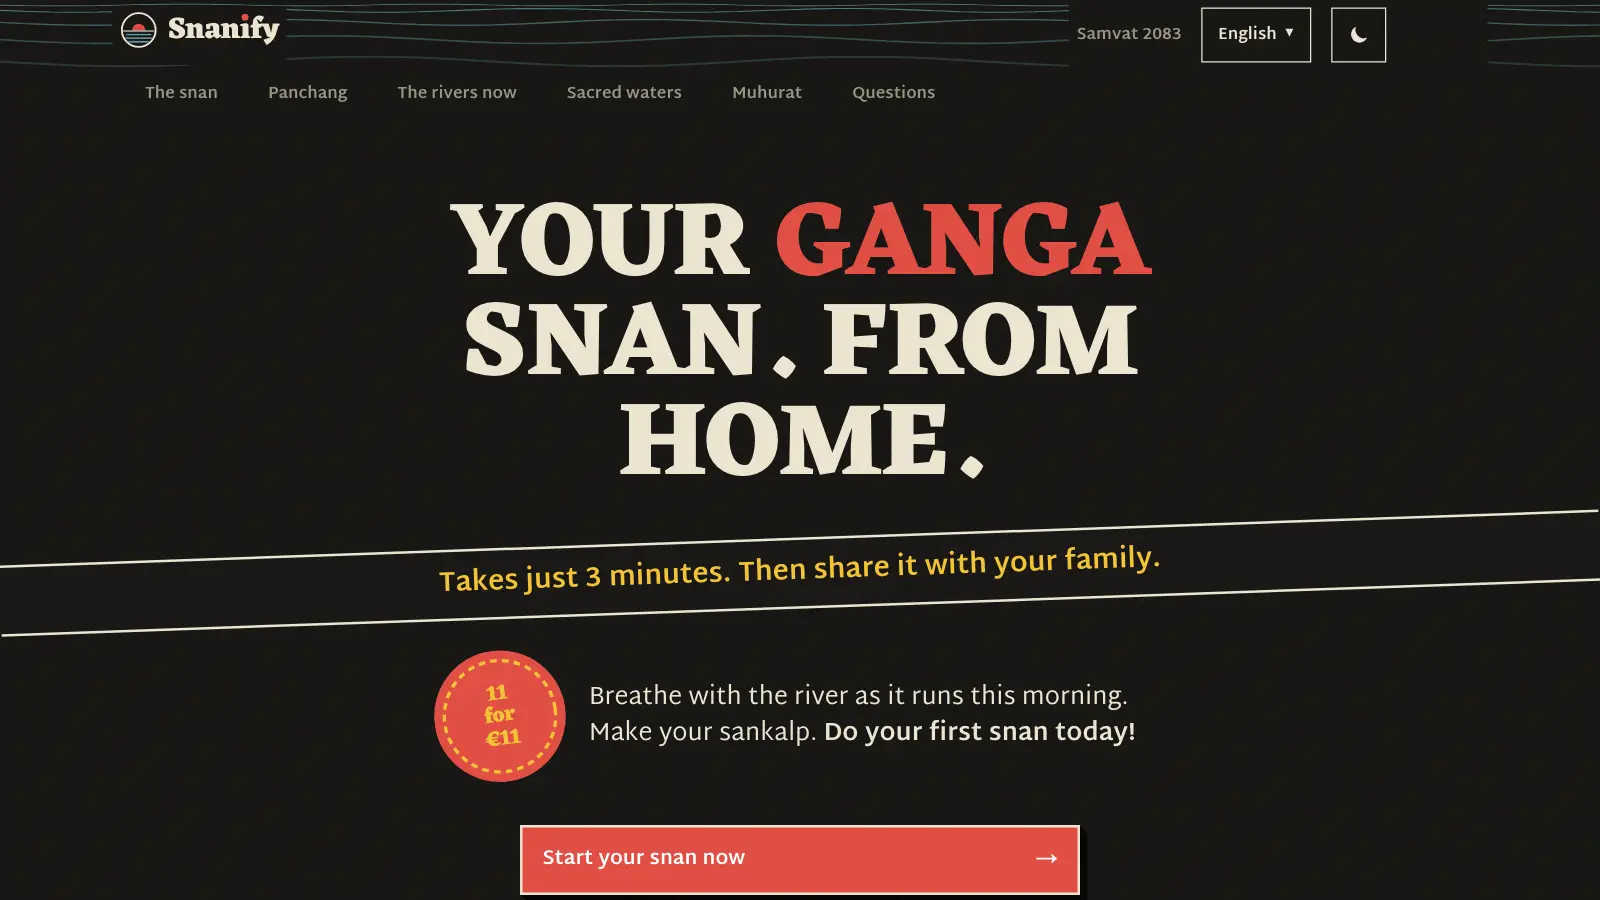 Snanify
Samvat 2083
English ▼
The snan
Panchang
The rivers now
Sacred waters
Muhurat
Questions
YOUR GANGA
SNAN. FROM
HOME.
Takes just 3 minutes. Then share it with your family.
11
for
€11
Breathe with the river as it runs this morning.
Make your sankalp. Do your first snan today!
Start your snan now →